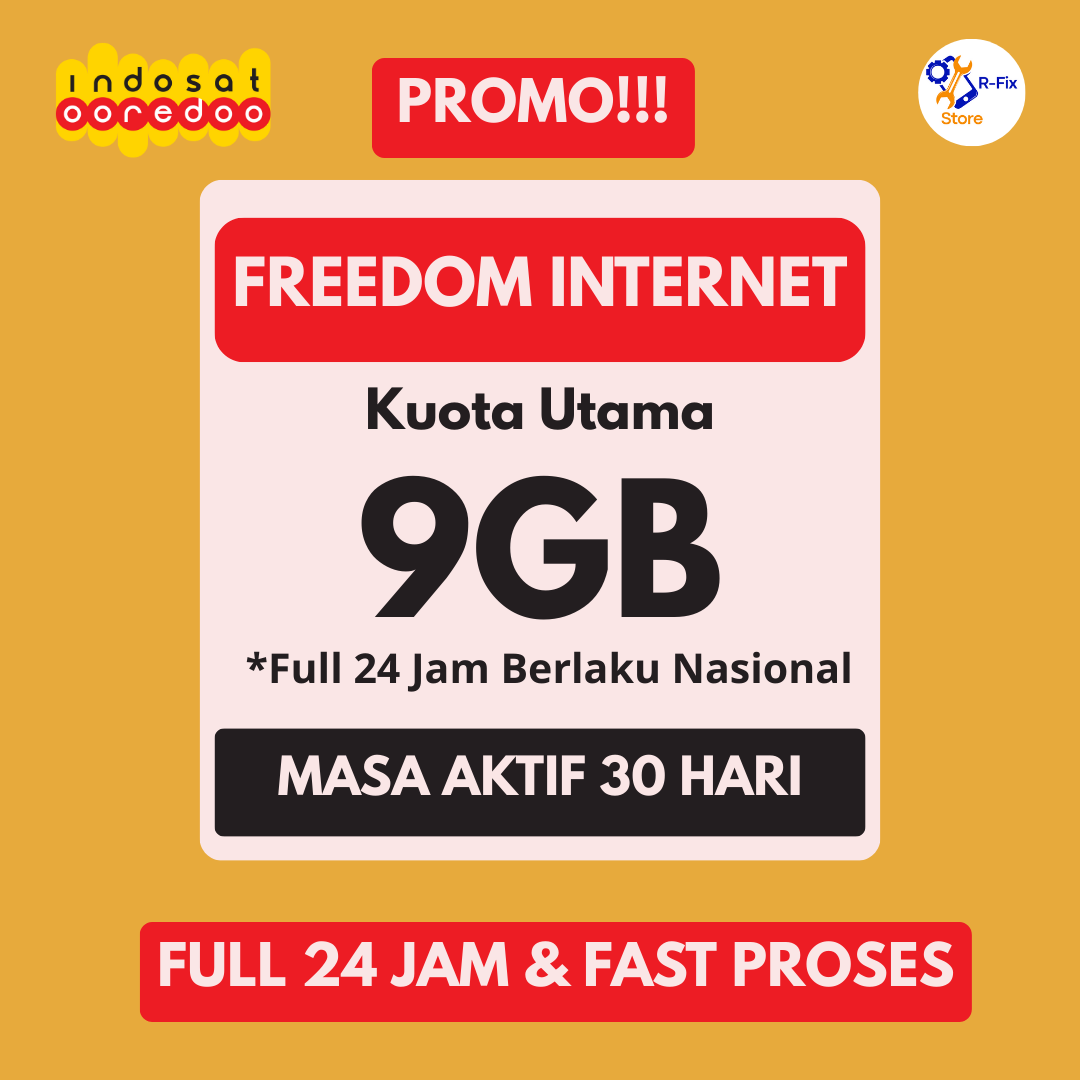 indosat
ooredoo
PROMO!!!
R-Fix
Store
FREEDOM INTERNET
Kuota Utama
9GB
*Full 24 Jam Berlaku Nasional
MASA AKTIF 30 HARI
FULL 24 JAM & FAST PROSES